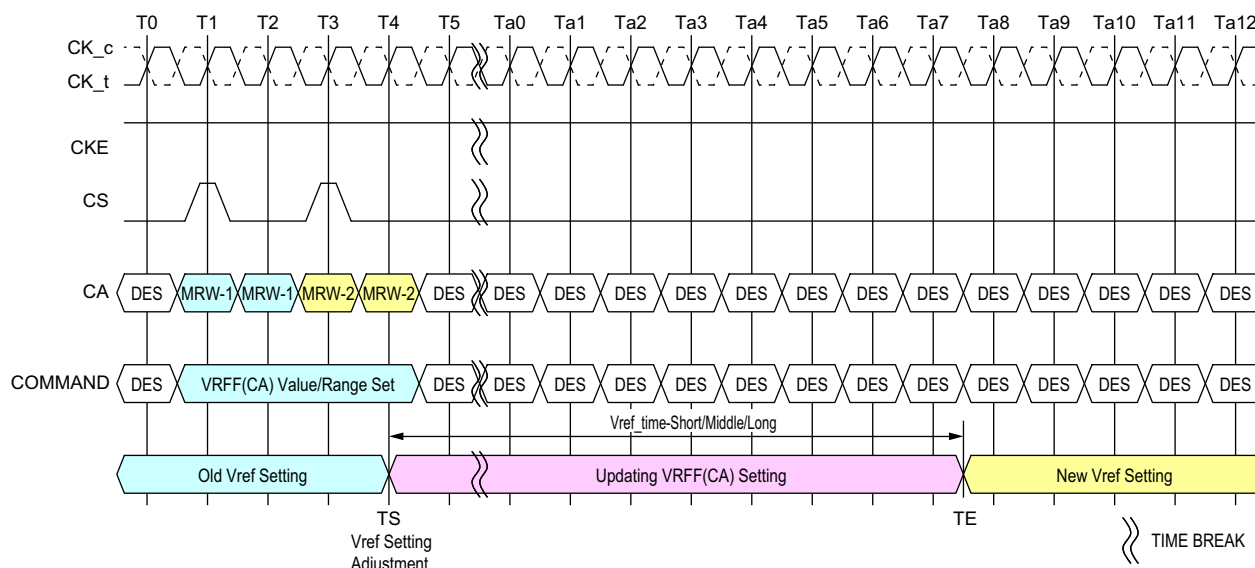 T0 T1 T2 T3 T4 T5 Ta0 Ta1 Ta2 Ta3 Ta4 Ta5 Ta6 Ta7 Ta8 Ta9 Ta10 Ta11 Ta12
CK_c
CK_t
CKE
CS
CA DES MRW-1 MRW-1 MRW-2 MRW-2 DES DES DES DES DES DES DES DES DES DES DES DES DES DES
COMMAND DES VRFF(CA) Value/Range Set DES DES DES DES DES DES DES DES DES DES DES DES DES DES
Vref_time-Short/Middle/Long
Old Vref Setting Updating VRFF(CA) Setting New Vref Setting
TS TE
Vref Setting TIME BREAK
Adjustment